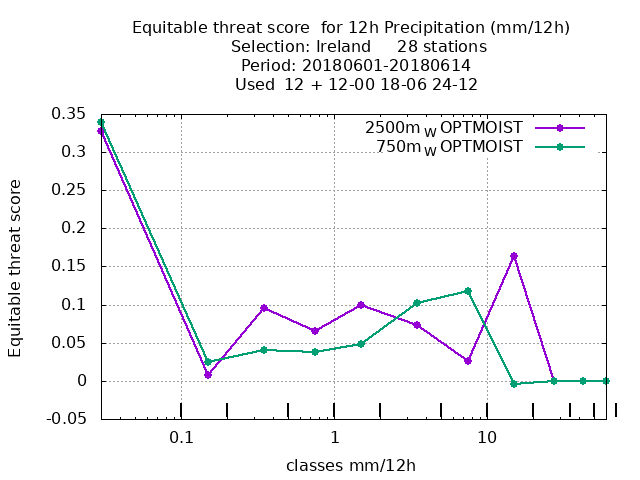 Equitable threat score  for 12h Precipitation (mm/12h)
Selection: Ireland     28 stations
Period: 20180601-20180614
Used  12 + 12-00 18-06 24-12
2500m W OPTMOIST
750m W OPTMOIST
0.35
0.3
0.25
0.2
0.15
0.1
0.05
0
-0.05
Equitable threat score
0.1
1
10
classes mm/12h